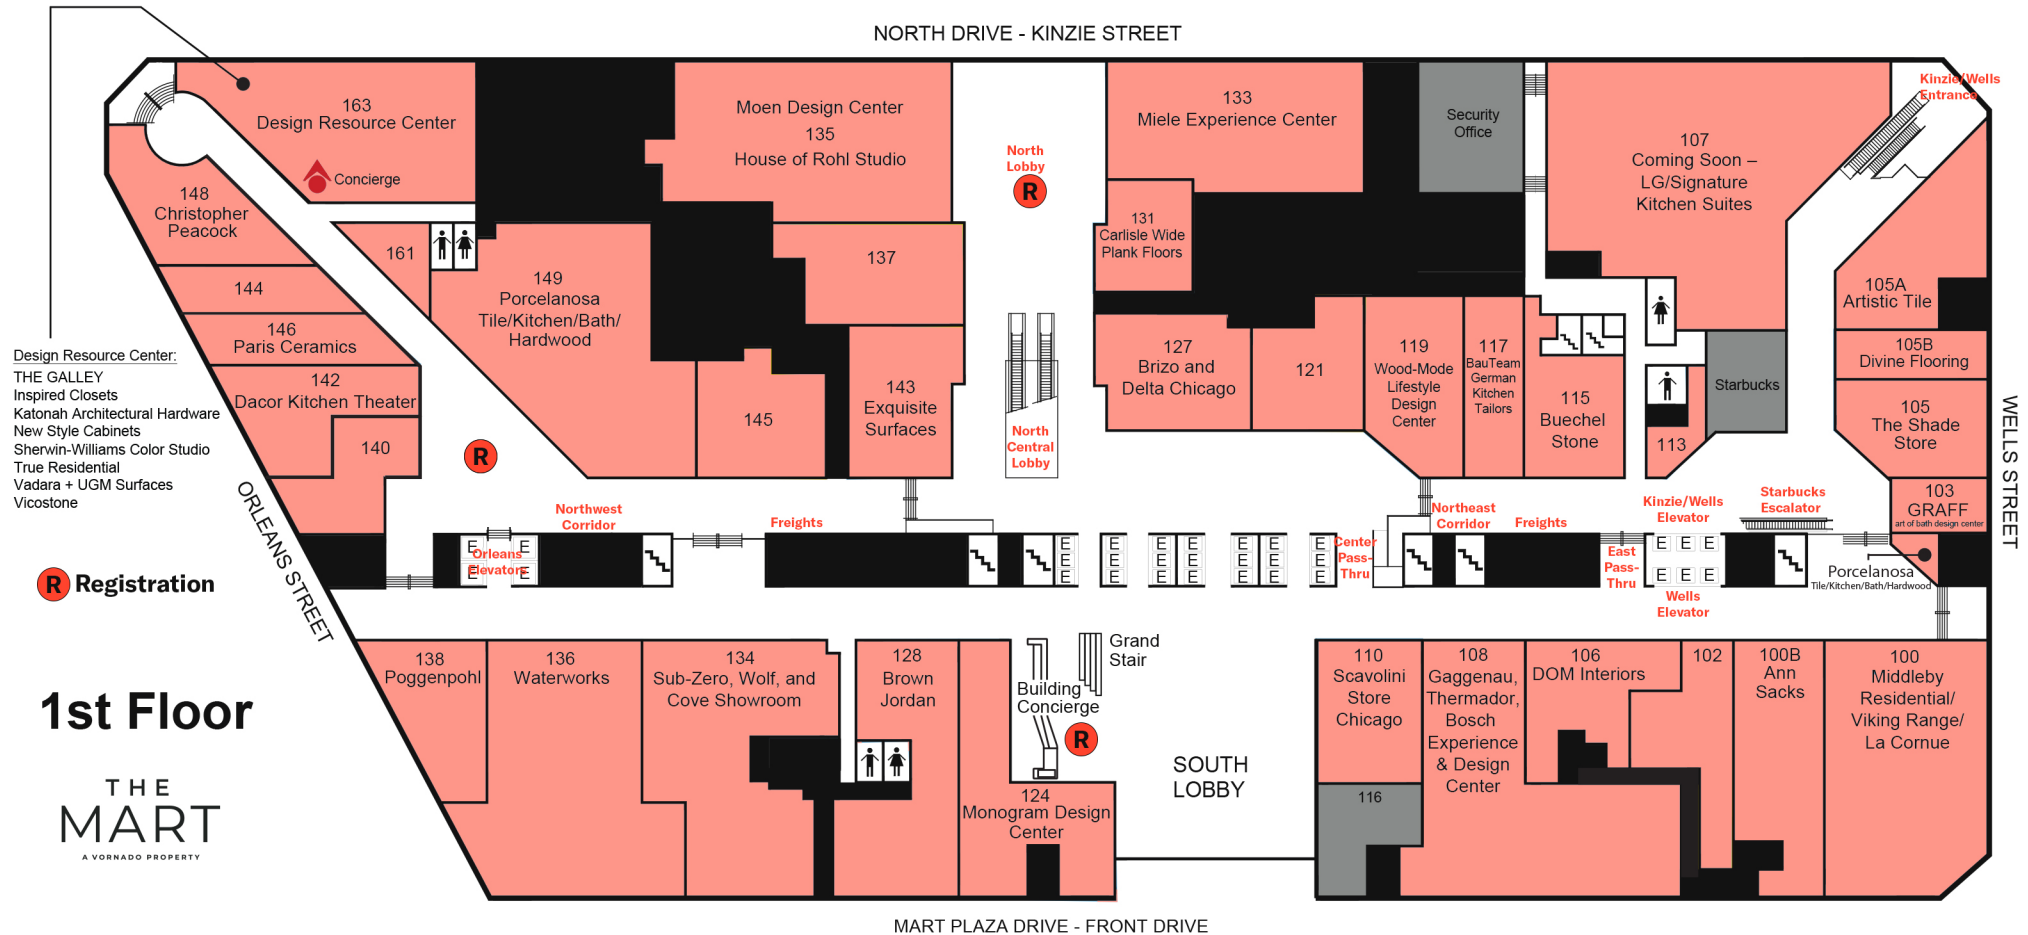 NORTH DRIVE - KINZIE STREET
163
Design Resource Center
Concierge
Moen Design Center
135
House of Rohl Studio
North
Lobby
R
133
Miele Experience Center
Security
Office
107
Coming Soon –
LG/Signature
Kitchen Suites
Kinzie/Wells
Entrance
148
Christopher
Peacock
144
146
Paris Ceramics
142
Dacor Kitchen Theater
140
161
149
Porcelanosa
Tile/Kitchen/Bath/
Hardwood
137
145
143
Exquisite
Surfaces
131
Carlisle Wide
Plank Floors
127
Brizo and
Delta Chicago
121
119
Wood-Mode
Lifestyle
Design
Center
117
BauTeam
German
Kitchen
Tailors
115
Buechel
Stone
113
Starbucks
105A
Artistic Tile
105B
Divine Flooring
105
The Shade
Store
103
GRAFF
art of bath design center
WELLS STREET
Design Resource Center:
THE GALLEY
Inspired Closets
Katonah Architectural Hardware
New Style Cabinets
Sherwin-Williams Color Studio
True Residential
Vadara + UGM Surfaces
Vicostone
R
North
Central
Lobby
ORLEANS STREET
Northwest
Corridor
Freights
Northeast
Corridor
Freights
Kinzie/Wells
Elevator
Starbucks
Escalator
E E
Orleans
Elevators
E E
E E E E E E E
E E E E E E E
E E E E E E E
Center
Pass-
Thru
East
Pass-
Thru
E E E
E E E
Wells
Elevator
Porcelanosa
Tile/Kitchen/Bath/Hardwood
R Registration
138
Poggenpohl
136
Waterworks
134
Sub-Zero, Wolf, and
Cove Showroom
128
Brown
Jordan
Grand
Stair
Building
Concierge
R
124
Monogram Design
Center
SOUTH
LOBBY
110
Scavolini
Store
Chicago
116
108
Gaggenau,
Thermador,
Bosch
Experience
& Design
Center
106
DOM Interiors
102
100B
Ann
Sacks
100
Middleby
Residential/
Viking Range/
La Cornue
1st Floor
THE
MART
A VORNADO PROPERTY
MART PLAZA DRIVE - FRONT DRIVE